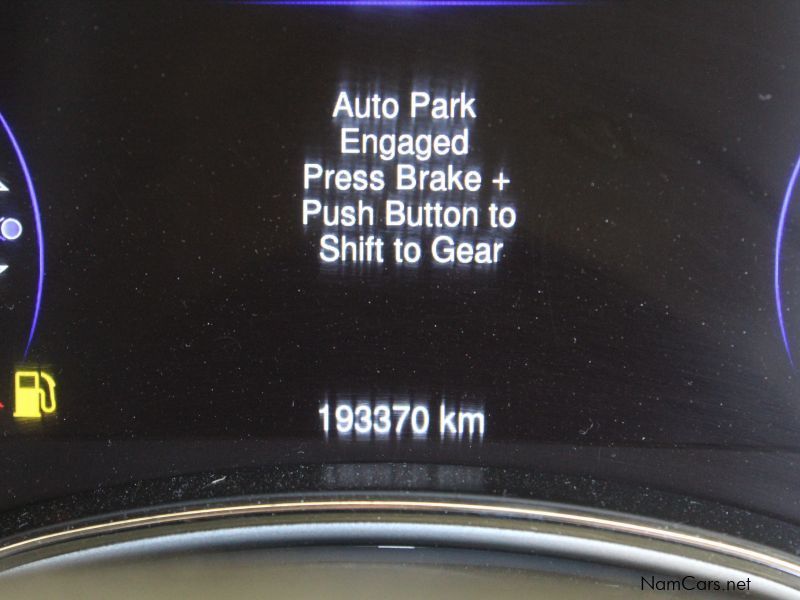 Auto Park
Engaged
Press Brake +
Push Button to
Shift to Gear
193370 km
NamCars.net